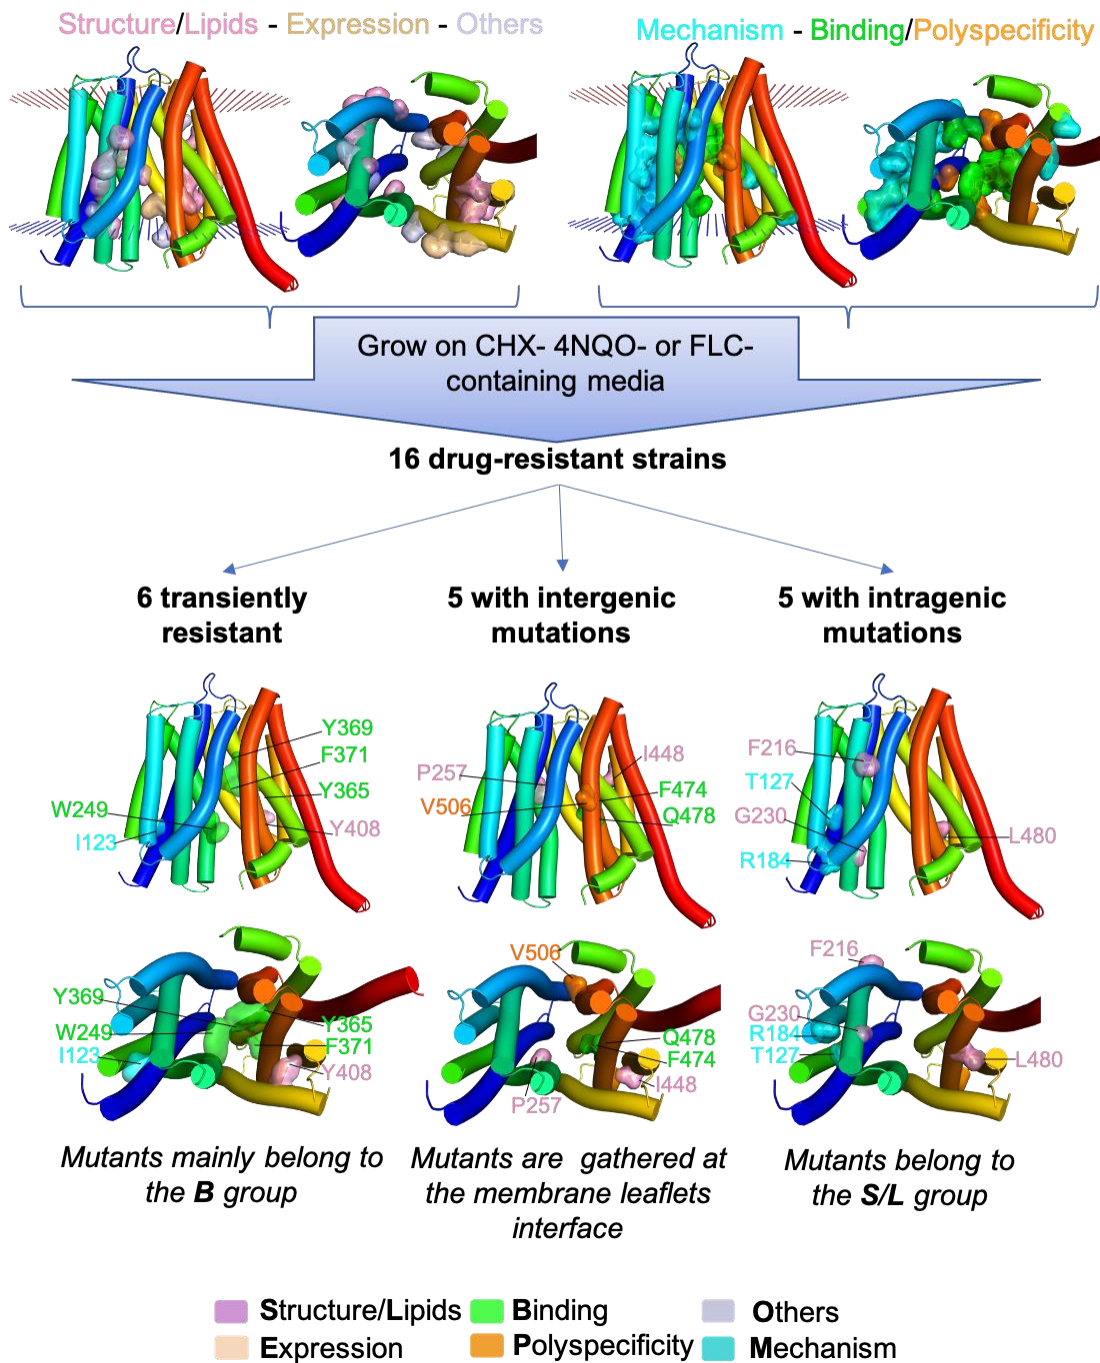 Structure/Lipids - Expression - Others
Mechanism - Binding/Polyspecificity
Grow on CHX- 4NQO- or FLC-
containing media
16 drug-resistant strains
6 transiently
resistant
5 with intergenic
mutations
5 with intragenic
mutations
Y369
F371
Y365
W249
Y408
I123
I448
P257
F474
V506
Q478
F216
T127
G230
L480
R184
Y369
Y365
W249
F371
I123
Y408
V506
Q478
F474
I448
P257
F216
G230
R184
T127
L480
Mutants mainly belong to
the B group
Mutants are gathered at
the membrane leaflets
interface
Mutants belong to
the S/L group
Structure/Lipids
Binding
Others
Expression
Polyspecificity
Mechanism